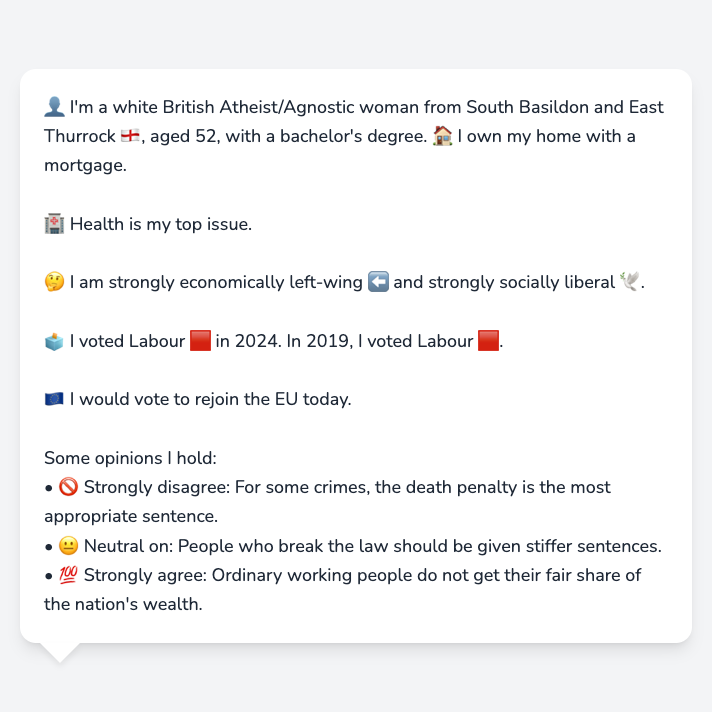 👤 I'm a white British Atheist/Agnostic woman from South Basildon and East
Thurrock 🏴󠁧󠁢󠁥󠁮󠁧󠁿, aged 52, with a bachelor's degree. 🏠 I own my home with a
mortgage.
🏥 Health is my top issue.
🤔 I am strongly economically left-wing ⬅️ and strongly socially liberal 🕊️.
🗳️ I voted Labour 🟥 in 2024. In 2019, I voted Labour 🟥.
🇪🇺 I would vote to rejoin the EU today.
Some opinions I hold:
• 🚫 Strongly disagree: For some crimes, the death penalty is the most
appropriate sentence.
• 😐 Neutral on: People who break the law should be given stiffer sentences.
• 💯 Strongly agree: Ordinary working people do not get their fair share of
the nation's wealth.